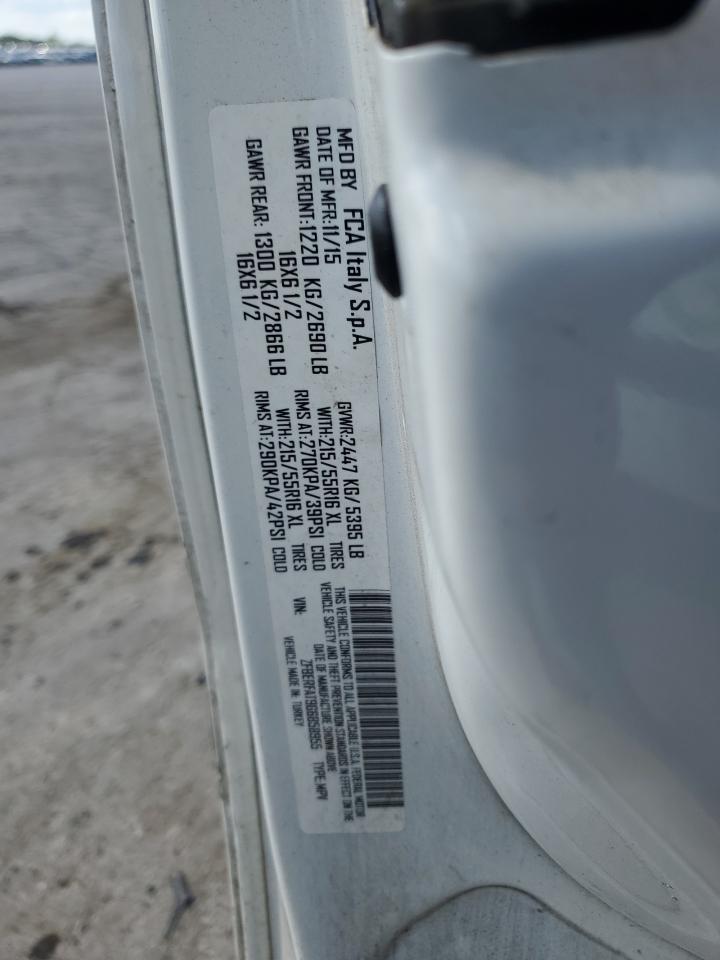 MFD BY FCA Italy S.p.A. GVWR:2447 KG/5395 LB
DATE OF MFR:11/15
GAWR FRONT:1220 KG/2690 LB WITH:215/55R16 XL TIRES
16X6 1/2 RIMS AT:270KPA/39PSI COLD
GAWR REAR: 1300 KG/2866 LB WITH:215/55R16 XL TIRES
16X6 1/2 RIMS AT:290KPA/42PSI COLD
THIS VEHICLE CONFORMS TO ALL APPLICABLE U.S.A. FEDERAL MOTOR
VEHICLE SAFETY AND THEFT PREVENTION STANDARDS IN EFFECT ON THE
DATE OF MANUFACTURE SHOWN ABOVE
VIN: ZFBERFAT9G6858955 TYPE:MPV
VEHICLE MADE IN: TURKEY